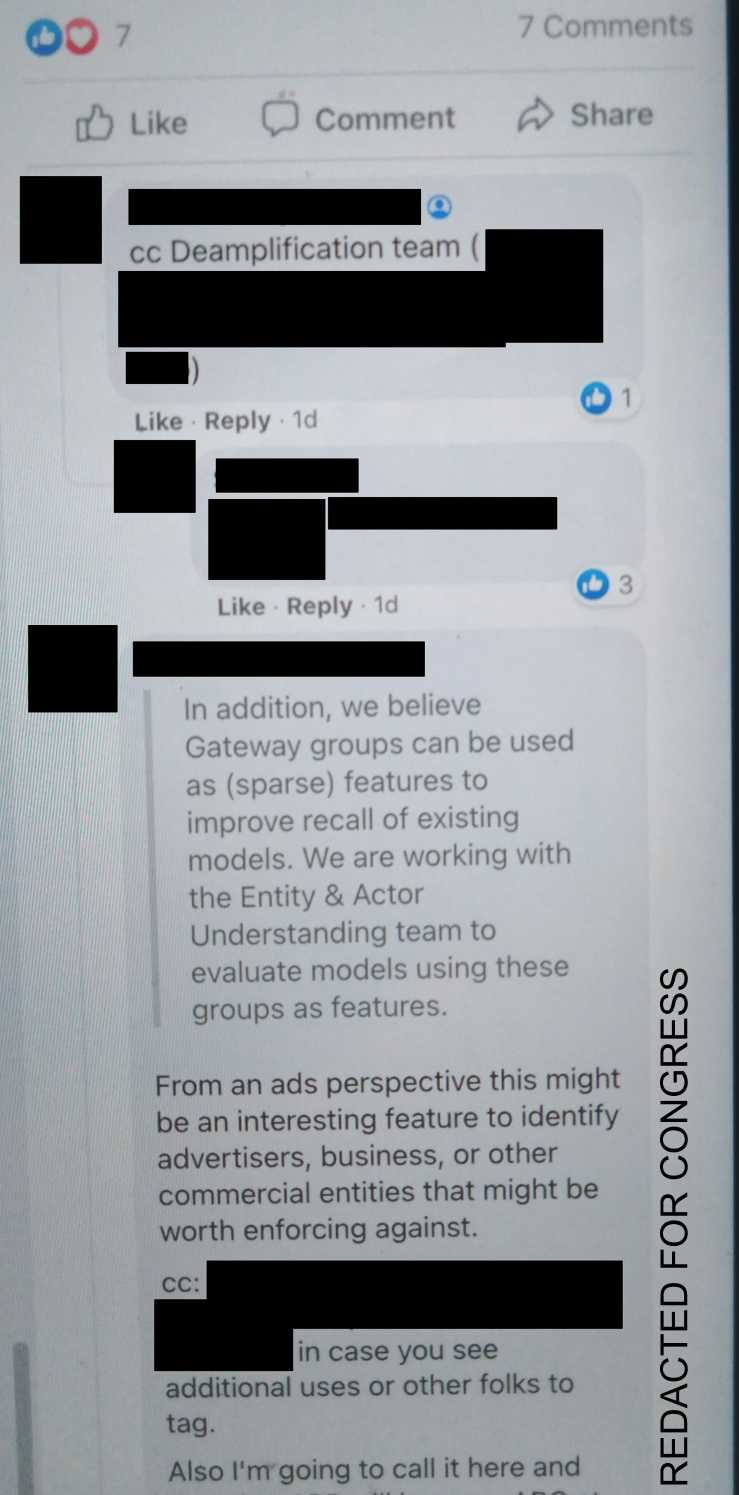 7
7 Comments
Like
Comment
Share
cc Deamplification team (
)
1
Like · Reply · 1d
3
Like · Reply · 1d
In addition, we believe
Gateway groups can be used
as (sparse) features to
improve recall of existing
models. We are working with
the Entity & Actor
Understanding team to
evaluate models using these
groups as features.
From an ads perspective this might
be an interesting feature to identify
advertisers, business, or other
commercial entities that might be
worth enforcing against.
cc:
in case you see
additional uses or other folks to
tag.
Also I'm going to call it here and
REDACTED FOR CONGRESS